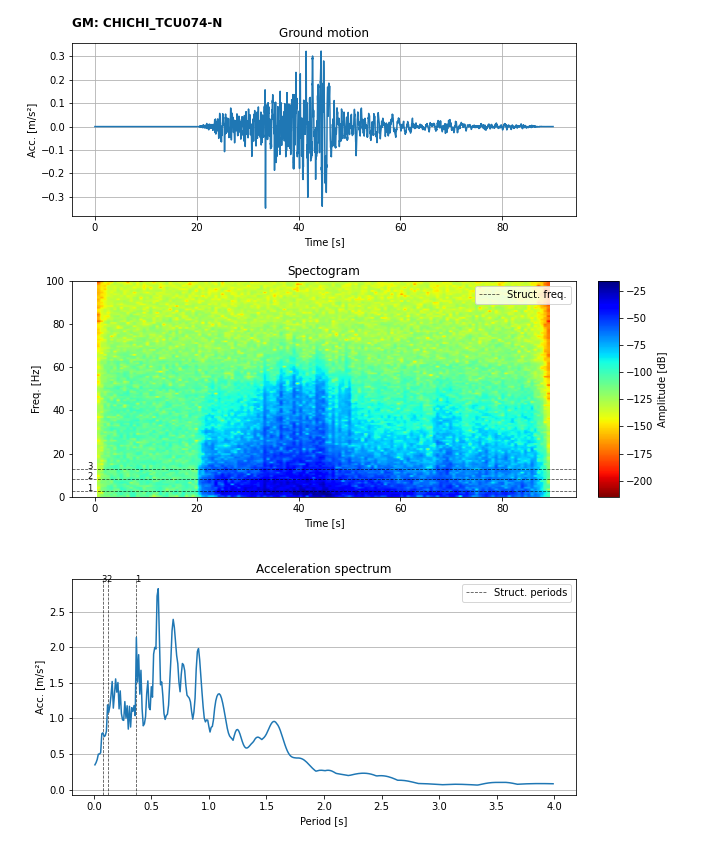 GM: CHICHI_TCU074-N
Ground motion
Acc. [m/s²]
0.3
0.2
0.1
0.0
−0.1
−0.2
−0.3
0 20 40 60 80
Time [s]
Spectogram
Freq. [Hz]
100
80
60
40
20
0
Struct. freq.
3
2
1
0 20 40 60 80
Time [s]
−25
−50
−75
−100
−125
−150
−175
−200
Amplitude [dB]
Acceleration spectrum
Acc. [m/s²]
2.5
2.0
1.5
1.0
0.5
0.0
3 2 1
Struct. periods
0.0 0.5 1.0 1.5 2.0 2.5 3.0 3.5 4.0
Period [s]